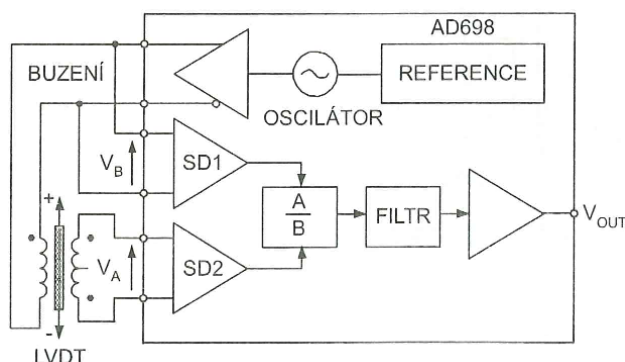 AD698
BUZENÍ
REFERENCE
OSCILÁTOR
V_B
SD1
+
A
B
FILTR
V_OUT
V_A
SD2
-
LVDT